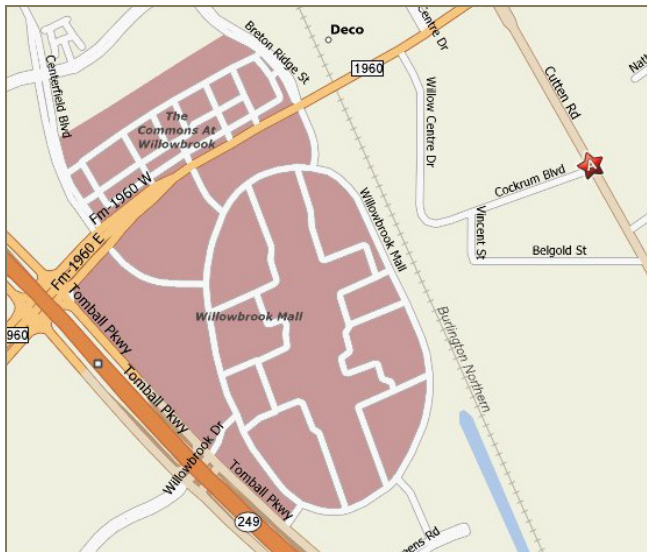 Centre Dr
Deco
Breton Ridge St
Centerfield Blvd
1960
Cutten Rd
Willow Centre Dr
The
Commons At
Willowbrook
A
Cockrum Blvd
Fm-1960 W
Willowbrook Mall
Vincent St
Belgold St
Fm-1960 E
Tomball Pkwy
Willowbrook Mall
Burlington Northern
960
Tomball Pkwy
Willowbrook Dr
Tomball Pkwy
249
Rd